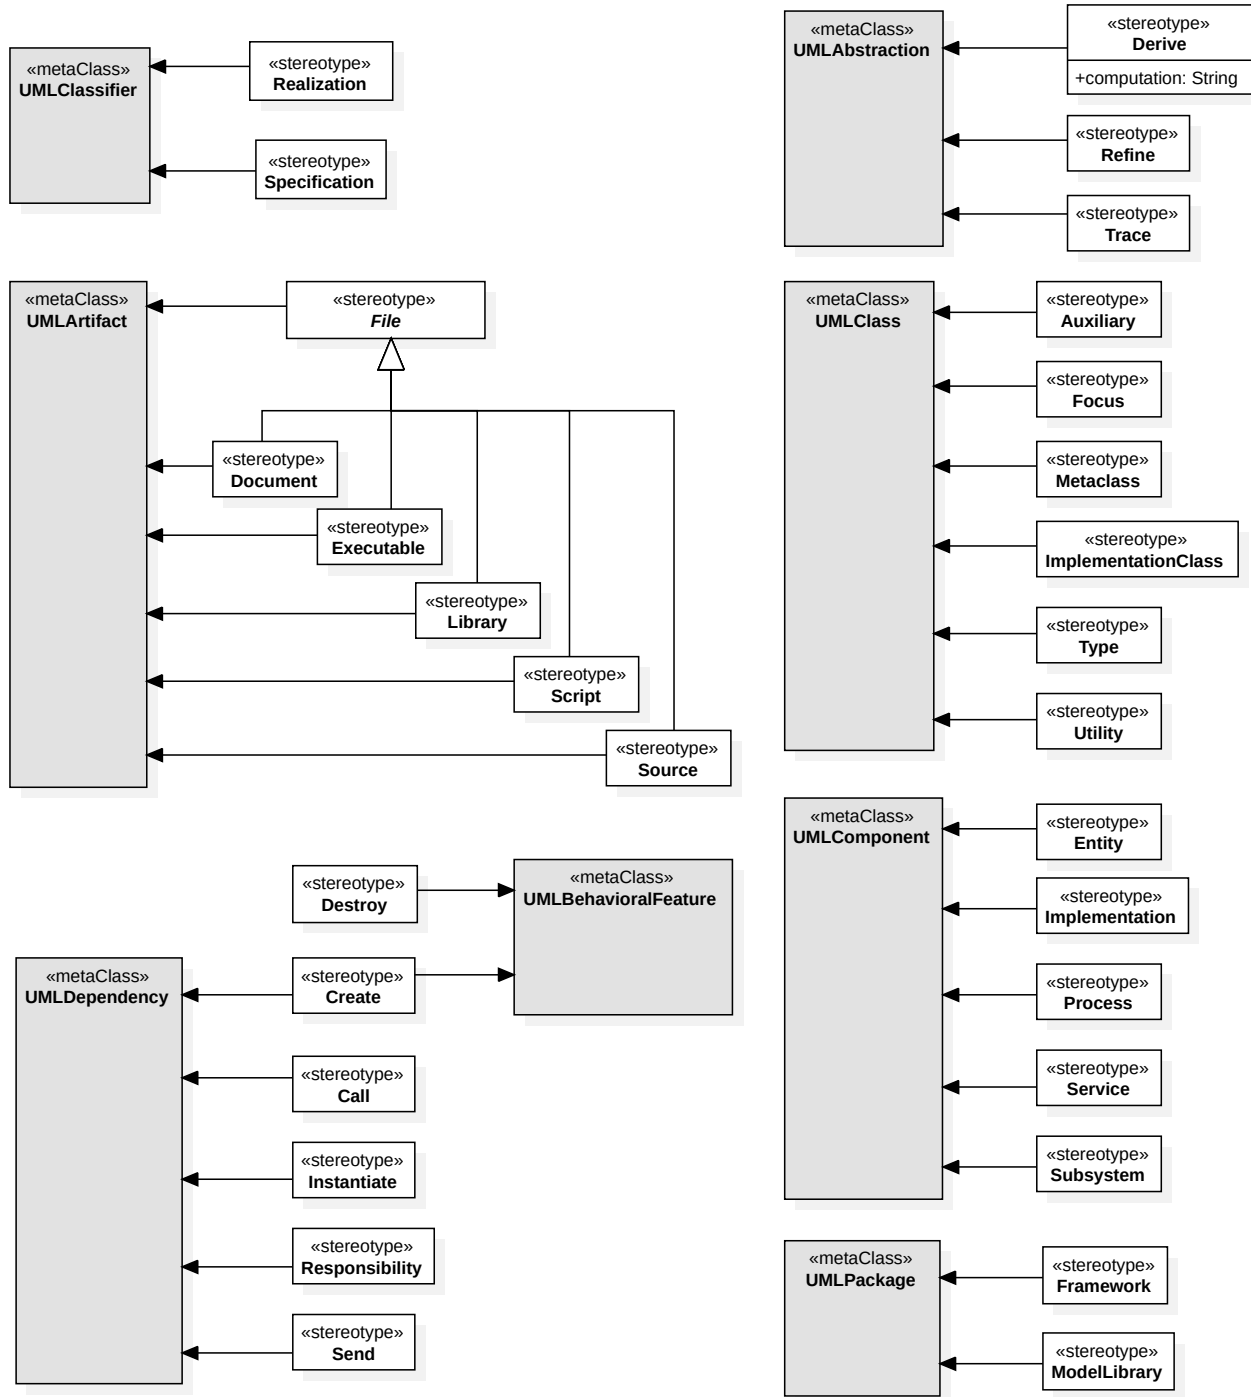 «metaClass»
UMLClassifier
«stereotype»
Realization
«stereotype»
Specification
«metaClass»
UMLAbstraction
«stereotype»
Derive
+computation: String
«stereotype»
Refine
«stereotype»
Trace
«metaClass»
UMLArtifact
«stereotype»
File
«stereotype»
Document
«stereotype»
Executable
«stereotype»
Library
«stereotype»
Script
«stereotype»
Source
«metaClass»
UMLClass
«stereotype»
Auxiliary
«stereotype»
Focus
«stereotype»
Metaclass
«stereotype»
ImplementationClass
«stereotype»
Type
«stereotype»
Utility
«stereotype»
Destroy
«metaClass»
UMLBehavioralFeature
«metaClass»
UMLDependency
«stereotype»
Create
«stereotype»
Call
«stereotype»
Instantiate
«stereotype»
Responsibility
«stereotype»
Send
«metaClass»
UMLComponent
«stereotype»
Entity
«stereotype»
Implementation
«stereotype»
Process
«stereotype»
Service
«stereotype»
Subsystem
«metaClass»
UMLPackage
«stereotype»
Framework
«stereotype»
ModelLibrary